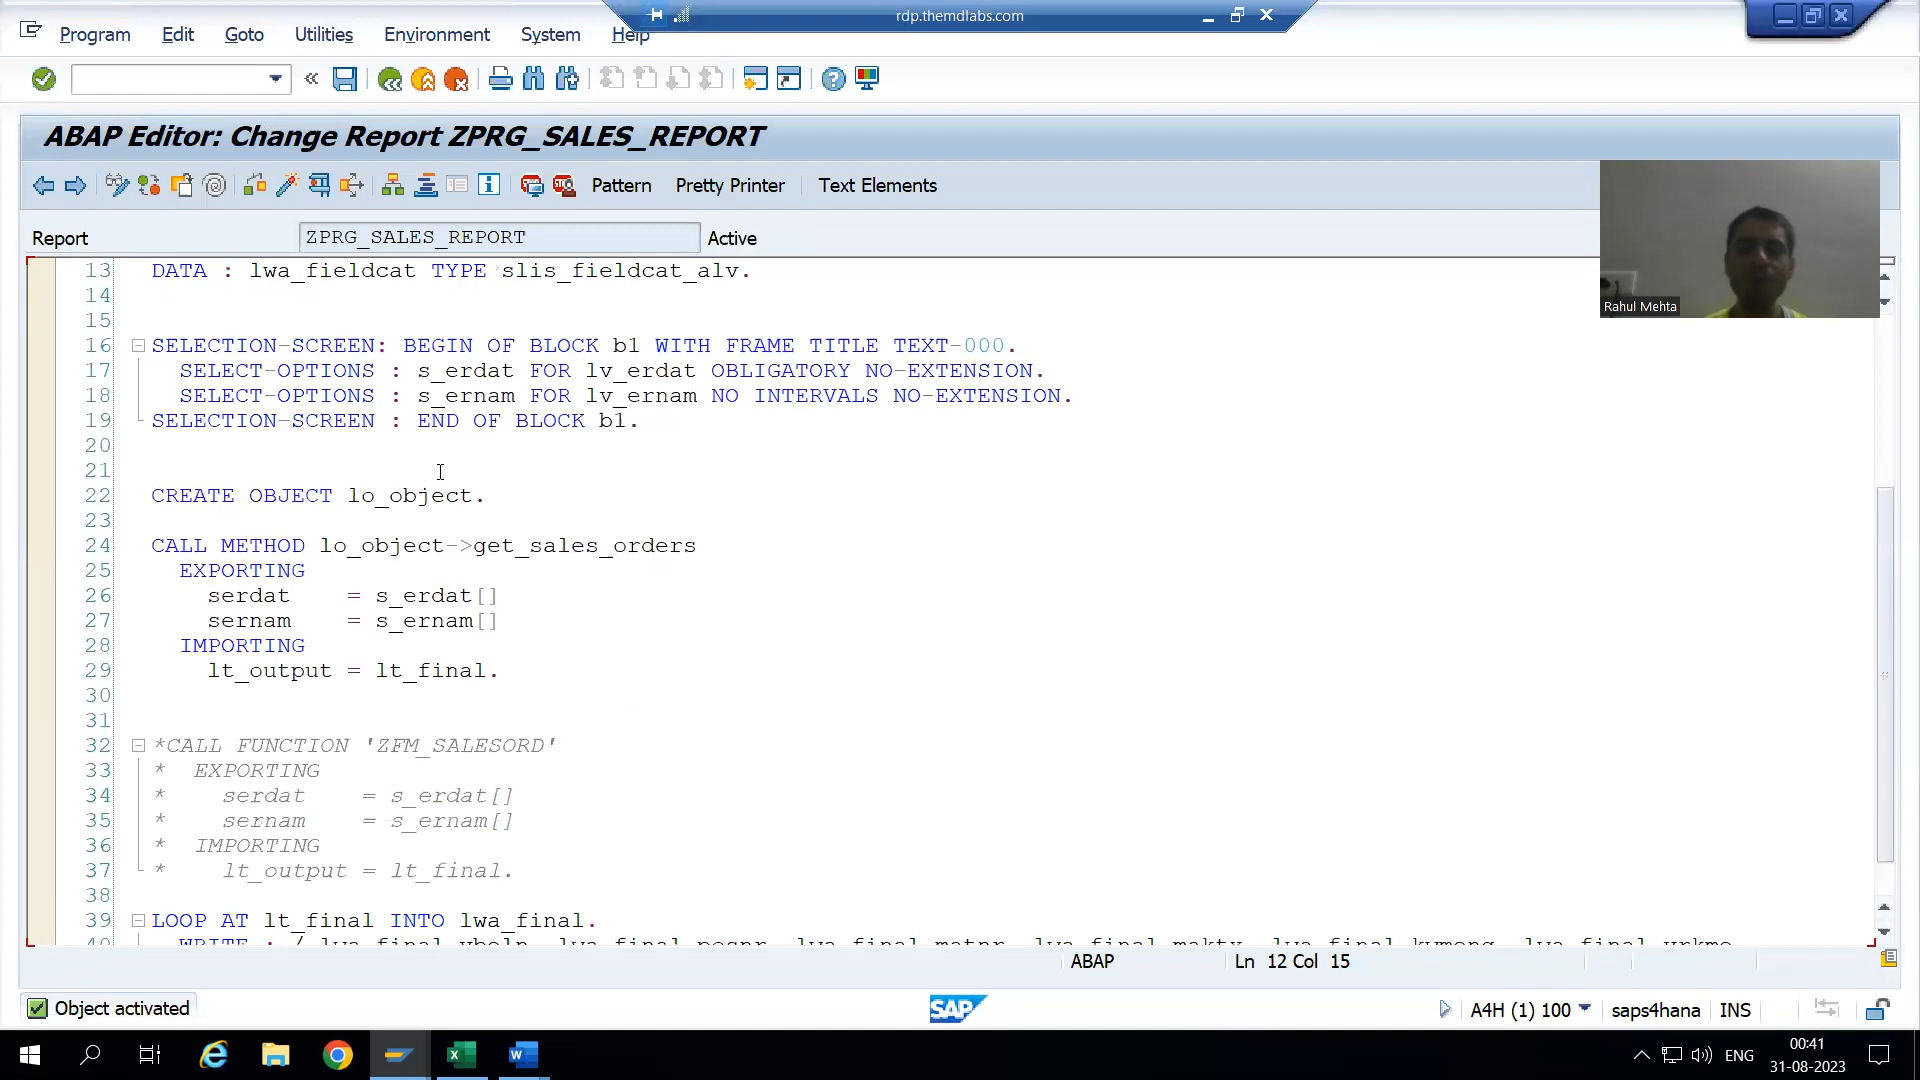 rdp.themdlabs.com
Program Edit Goto Utilities Environment System Help
ABAP Editor: Change Report ZPRG_SALES_REPORT
Pattern Pretty Printer Text Elements
Report ZPRG_SALES_REPORT Active
Rahul Mehta
13 DATA : lwa_fieldcat TYPE slis_fieldcat_alv.
14
15
16 SELECTION-SCREEN: BEGIN OF BLOCK b1 WITH FRAME TITLE TEXT-000.
17 SELECT-OPTIONS : s_erdat FOR lv_erdat OBLIGATORY NO-EXTENSION.
18 SELECT-OPTIONS : s_ernam FOR lv_ernam NO INTERVALS NO-EXTENSION.
19 SELECTION-SCREEN : END OF BLOCK b1.
20
21
22 CREATE OBJECT lo_object.
23
24 CALL METHOD lo_object->get_sales_orders
25 EXPORTING
26 serdat = s_erdat[]
27 sernam = s_ernam[]
28 IMPORTING
29 lt_output = lt_final.
30
31
32 *CALL FUNCTION 'ZFM_SALESORD'
33 * EXPORTING
34 * serdat = s_erdat[]
35 * sernam = s_ernam[]
36 * IMPORTING
37 * lt_output = lt_final.
38
39 LOOP AT lt_final INTO lwa_final.
ABAP Ln 12 Col 15
Object activated SAP A4H (1) 100 saps4hana INS
ENG 00:41
31-08-2023